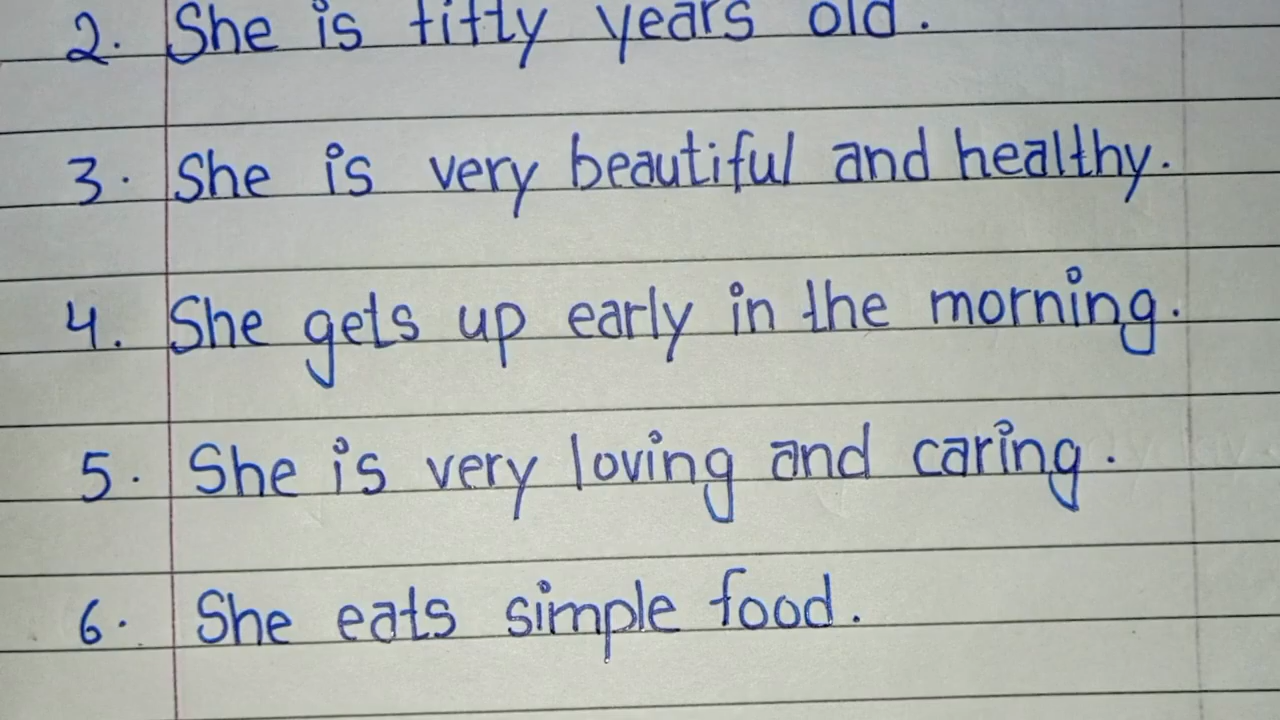 2. She is fifty years old.
3. She is very beautiful and healthy.
4. She gets up early in the morning.
5. She is very loving and caring.
6. She eats simple food.